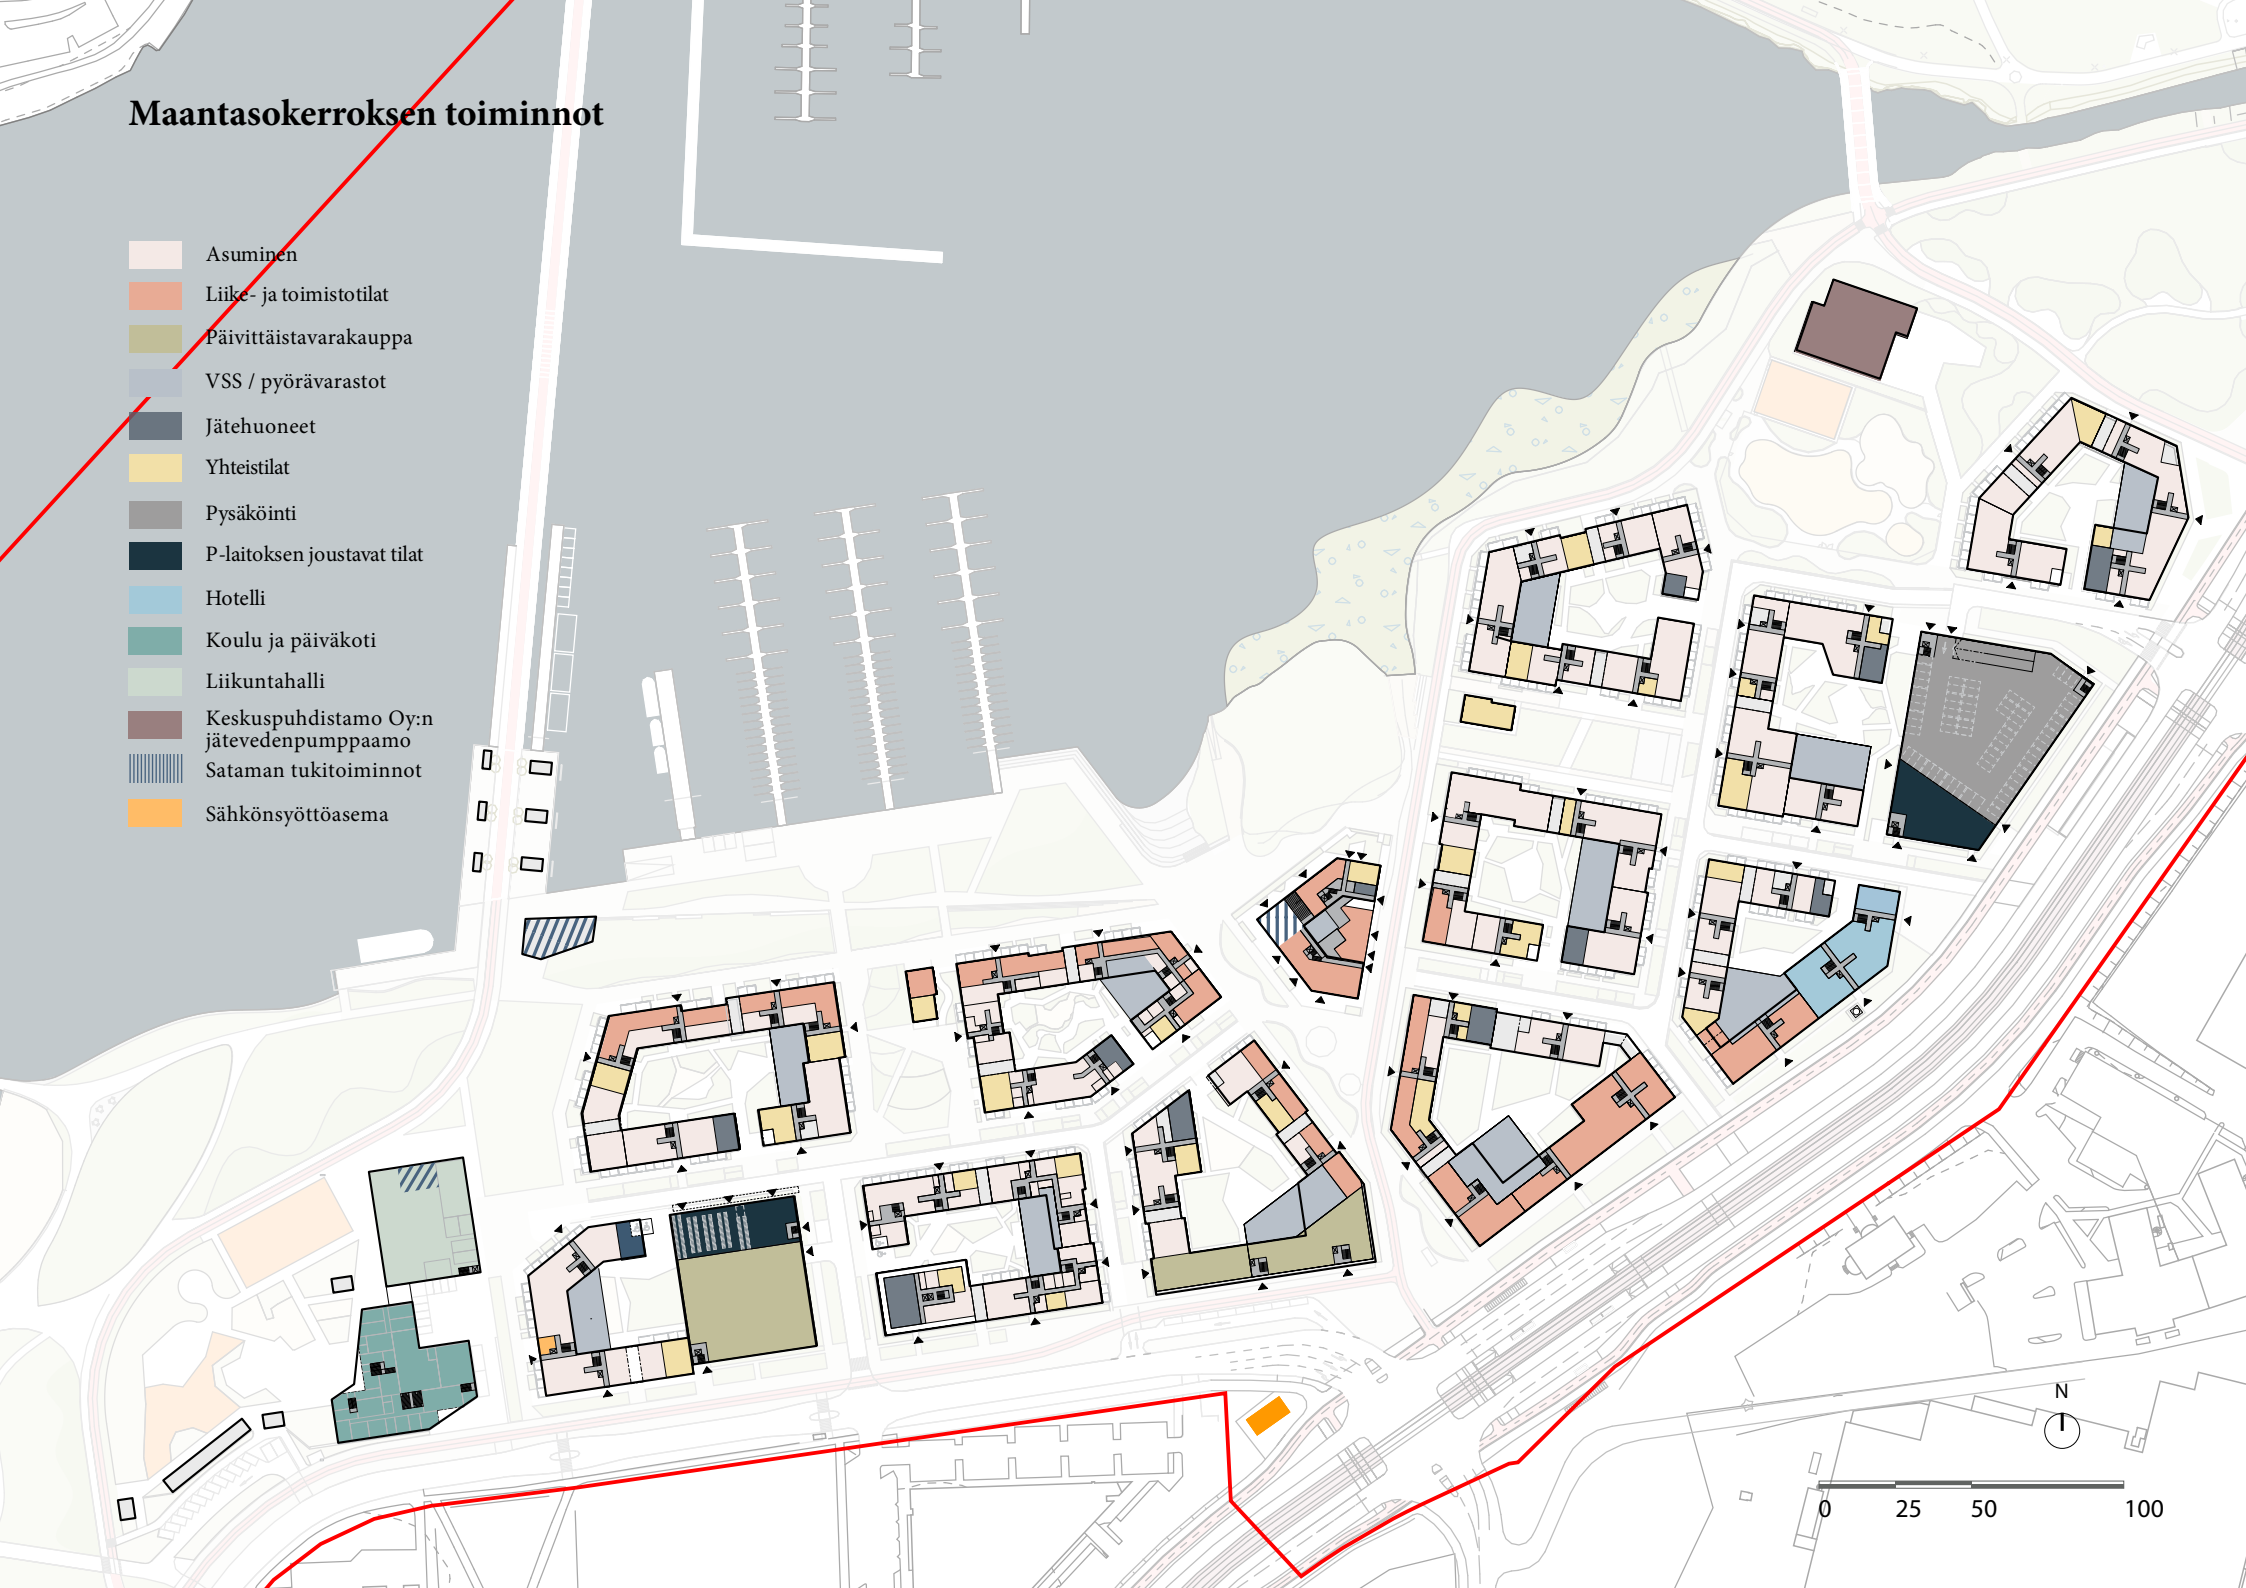 Maantasokerroksen toiminnot
Asuminen
Liike- ja toimistotilat
Päivittäistavarakauppa
VSS / pyörävarastot
Jätehuoneet
Yhteistilat
Pysäköinti
P-laitoksen joustavat tilat
Hotelli
Koulu ja päiväkoti
Liikuntahalli
Keskuspuhdistamo Oy:n
jätevedenpumppaamo
Sataman tukitoiminnot
Sähkönsyöttöasema
N
0 25 50 100